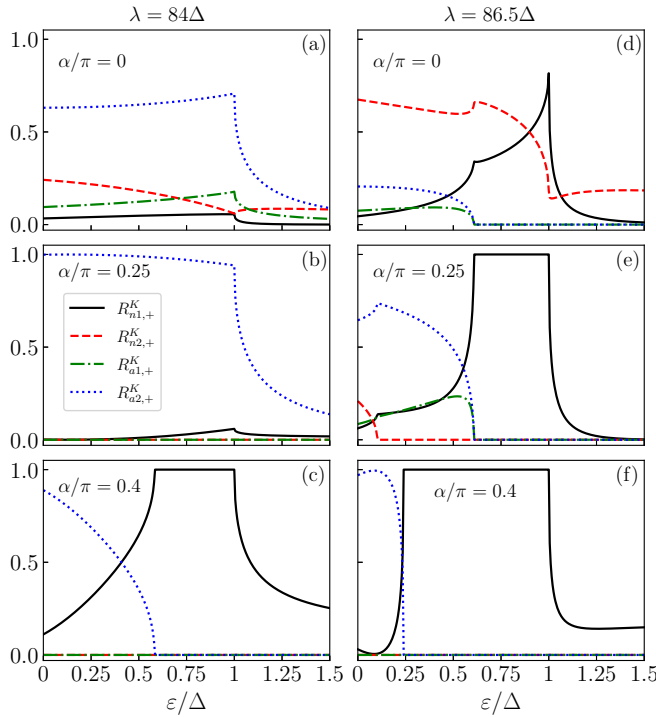 λ = 84Δ
λ = 86.5Δ
1.0
0.5
0.0
α/π = 0
(a)
α/π = 0
(d)
1.0
0.5
0.0
α/π = 0.25
(b)
R^K_{n1,+}
R^K_{n2,+}
R^K_{a1,+}
R^K_{a2,+}
α/π = 0.25
(e)
1.0
0.5
0.0
α/π = 0.4
(c)
α/π = 0.4
(f)
0 0.25 0.5 0.75 1 1.25 1.5
0 0.25 0.5 0.75 1 1.25 1.5
ε/Δ
ε/Δ